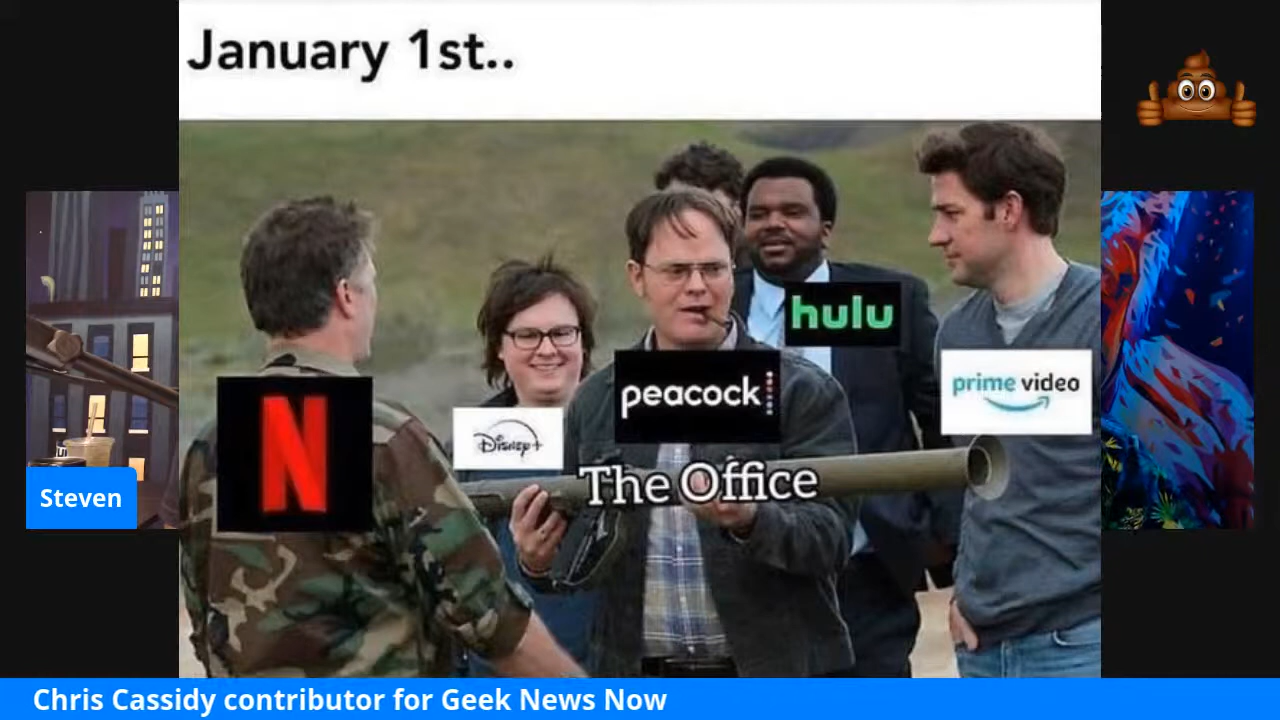 January 1st..
hulu
peacock
prime video
N
Disney+
The Office
Steven
Chris Cassidy contributor for Geek News Now